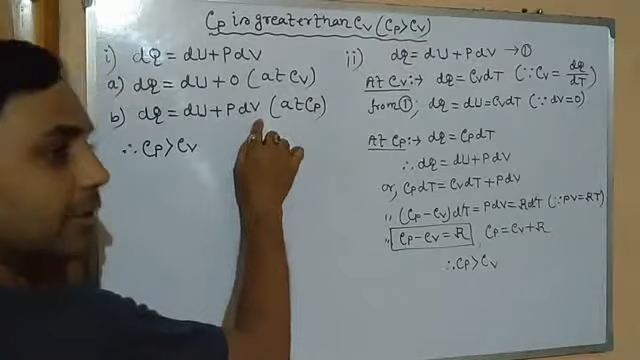 Cp is greater than Cv (Cp > Cv)
i) dQ = dU + PdV
a) dQ = dU + 0 (at Cv)
b) dQ = dU + PdV (at Cp)
∴ Cp > Cv
ii) dQ = dU + PdV → ①
At Cv :→ dQ = CvdT (∵ Cv = dQ/dT)
from ① ; dQ = dU = CvdT (∵ dV = 0)
At Cp :→ dQ = CpdT
∴ dQ = dU + PdV
or, CpdT = CvdT + PdV
,, (Cp - Cv)dT = PdV = RdT (∵ PV = RT)
,, Cp - Cv = R , Cp = Cv + R
∴ Cp > Cv